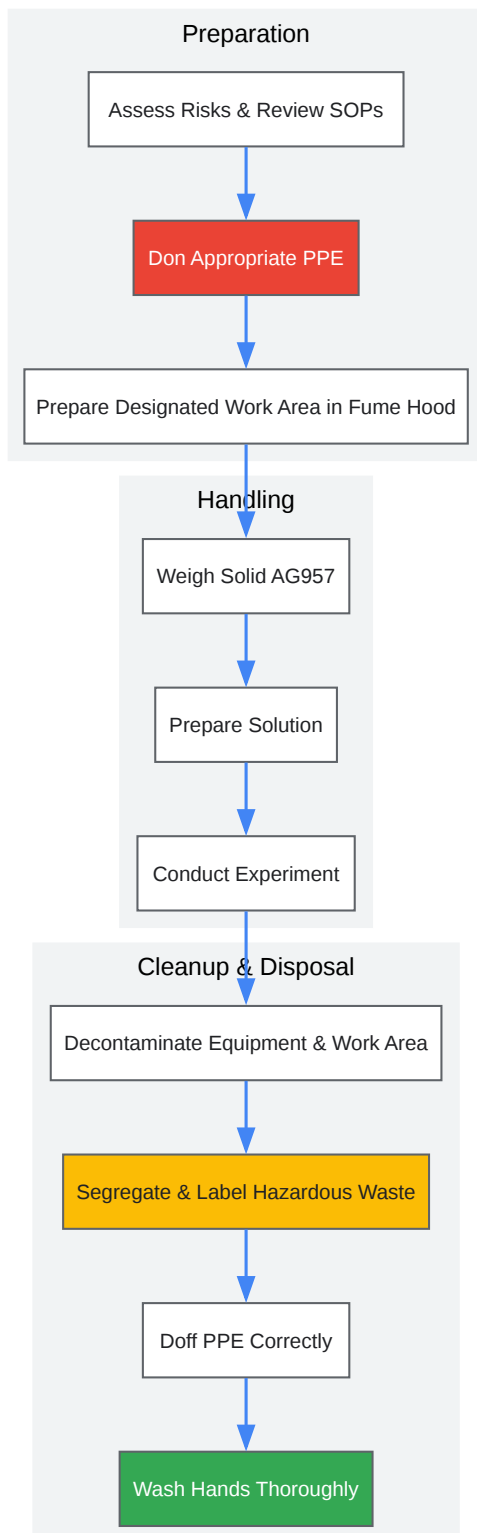 Preparation
Assess Risks & Review SOPs
Don Appropriate PPE
Prepare Designated Work Area in Fume Hood
Handling
Weigh Solid AG957
Prepare Solution
Conduct Experiment
Cleanup & Disposal
Decontaminate Equipment & Work Area
Segregate & Label Hazardous Waste
Doff PPE Correctly
Wash Hands Thoroughly